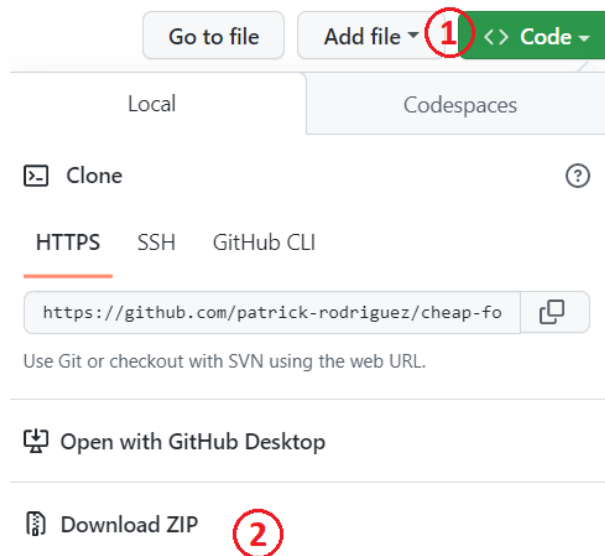 Go to file Add file 1 <> Code
Local Codespaces
Clone
HTTPS SSH GitHub CLI
https://github.com/patrick-rodriguez/cheap-fo
Use Git or checkout with SVN using the web URL.
Open with GitHub Desktop
Download ZIP 2